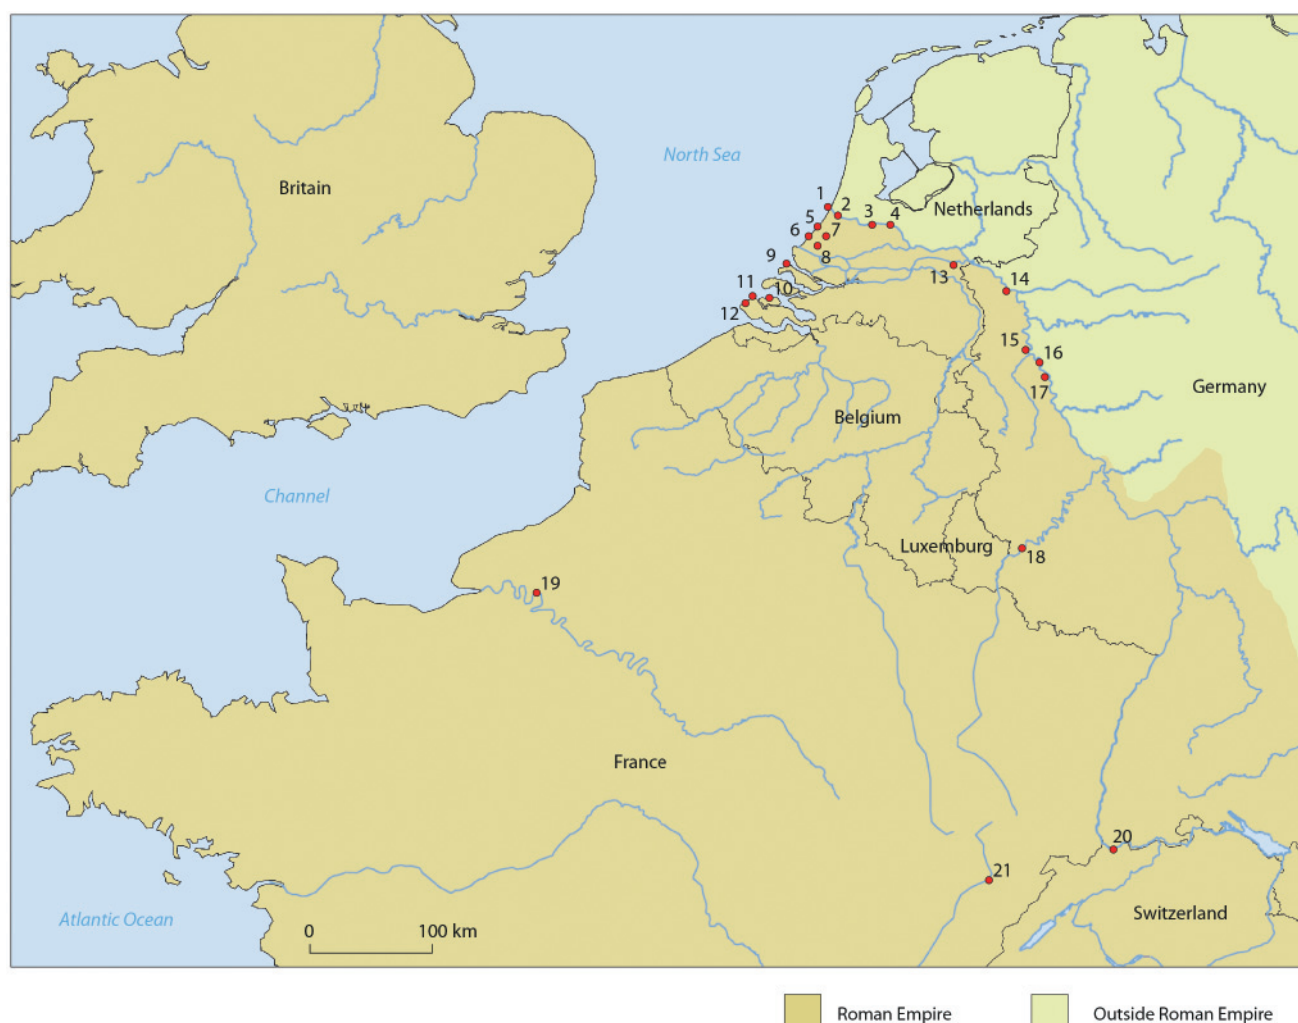 North Sea
Britain
Netherlands
1
2
3
4
5
6
7
8
9
10
11
12
13
14
15
16
17
Germany
Belgium
Channel
Luxemburg
18
19
France
20
21
Switzerland
Atlantic Ocean
0
100 km
Roman Empire
Outside Roman Empire